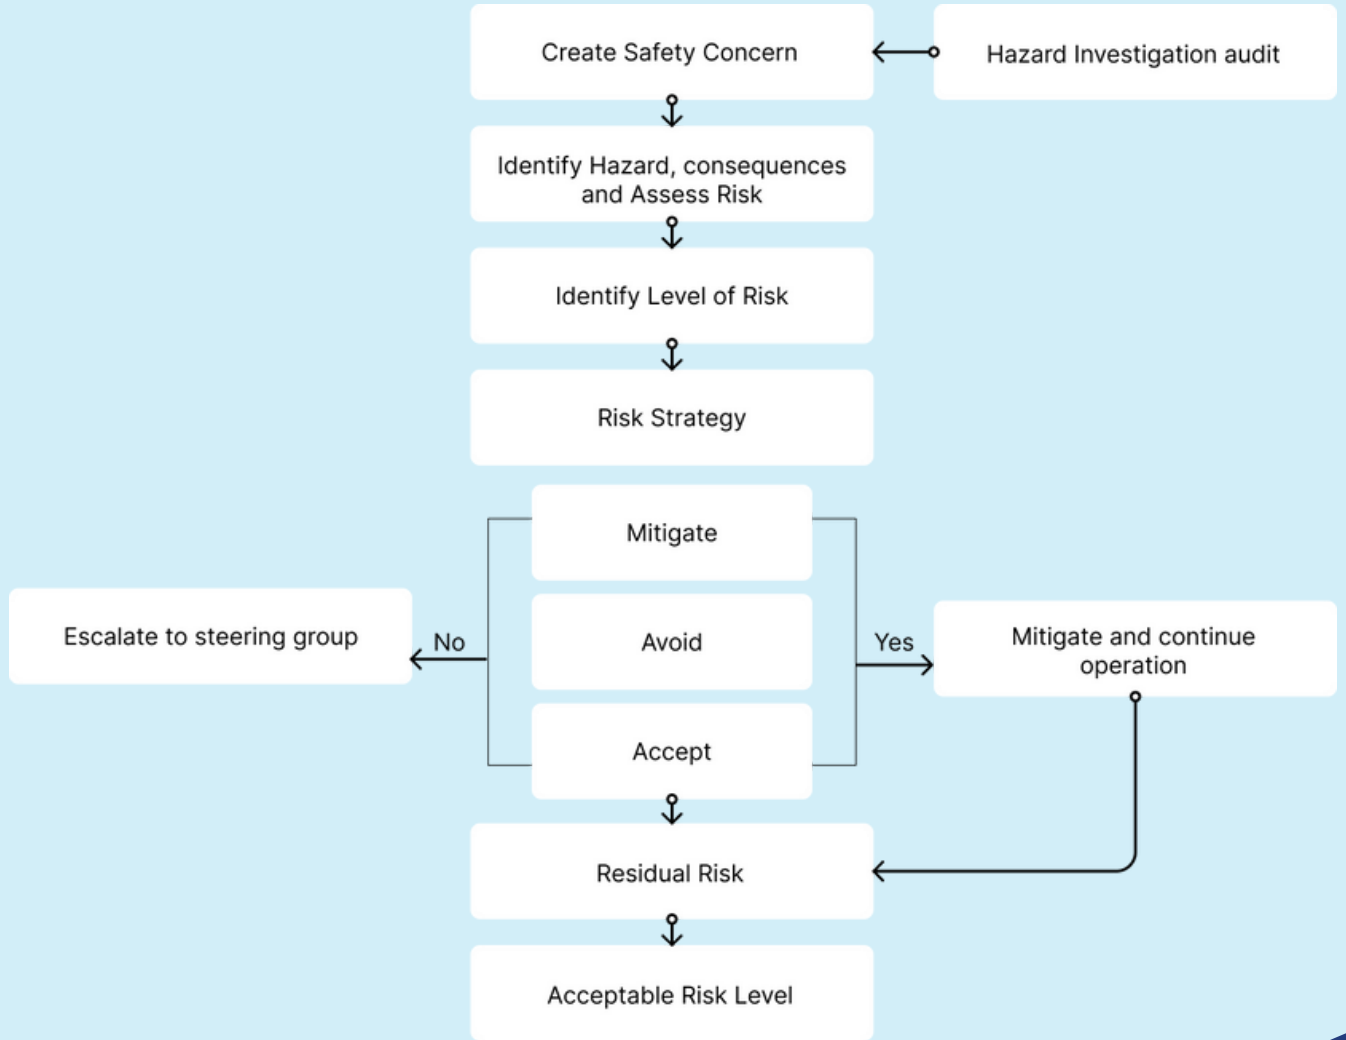 Create Safety Concern
Hazard Investigation audit
Identify Hazard, consequences
and Assess Risk
Identify Level of Risk
Risk Strategy
Mitigate
Escalate to steering group
No
Avoid
Yes
Mitigate and continue
operation
Accept
Residual Risk
Acceptable Risk Level